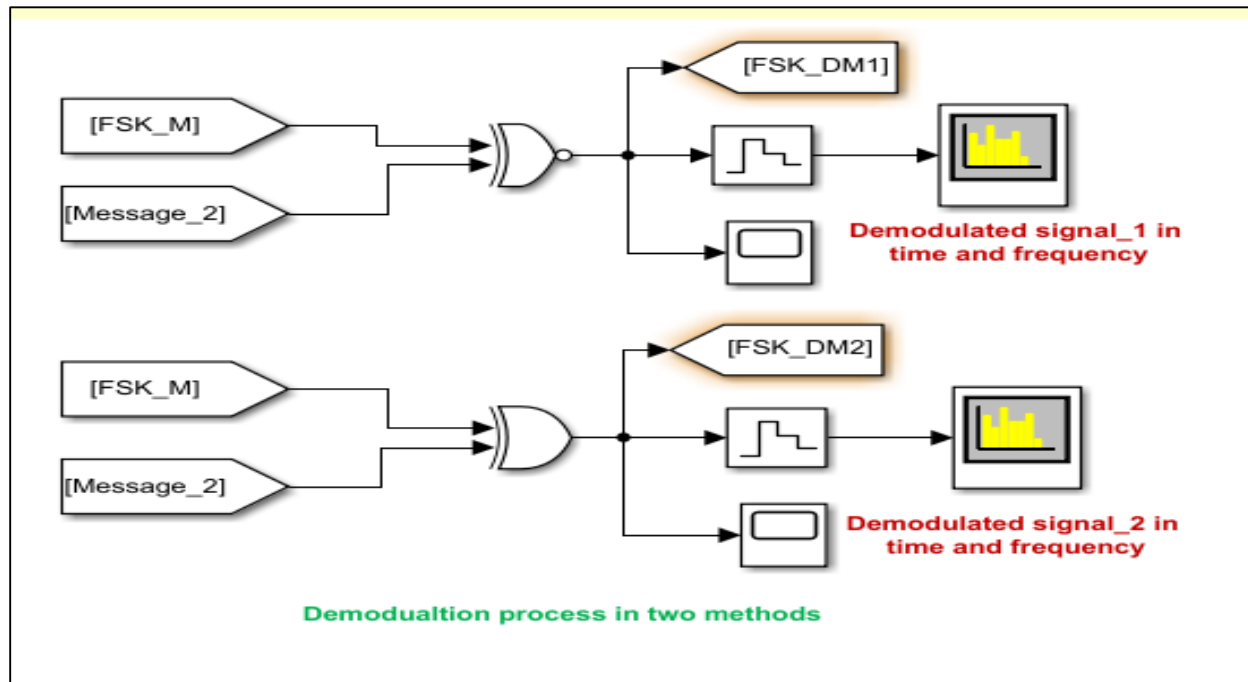 [FSK_DM1]
[FSK_M]
[Message_2]
Demodulated signal_1 in
time and frequency
[FSK_DM2]
[FSK_M]
[Message_2]
Demodulated signal_2 in
time and frequency
Demodualtion process in two methods